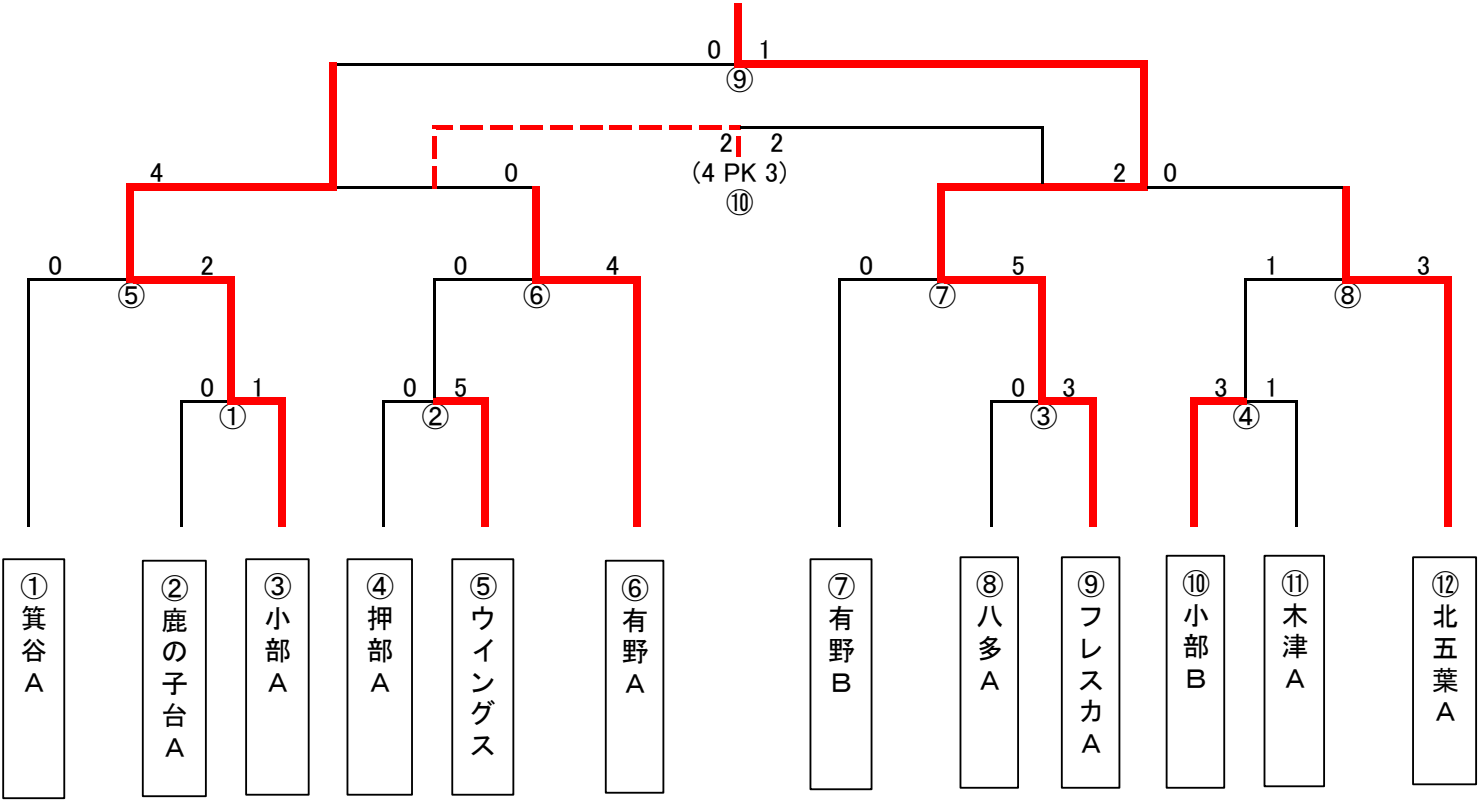 0 1
⑨
2 2
(4 PK 3)
⑩
4 0 2 0
0 2 0 4 0 5 1 3
⑤ ⑥ ⑦ ⑧
0 1 0 5 0 3 3 1
① ② ③ ④
①箕谷A
②鹿の子台A
③小部A
④押部A
⑤ウイングス
⑥有野A
⑦有野B
⑧八多A
⑨フレスカA
⑩小部B
⑪木津A
⑫北五葉A